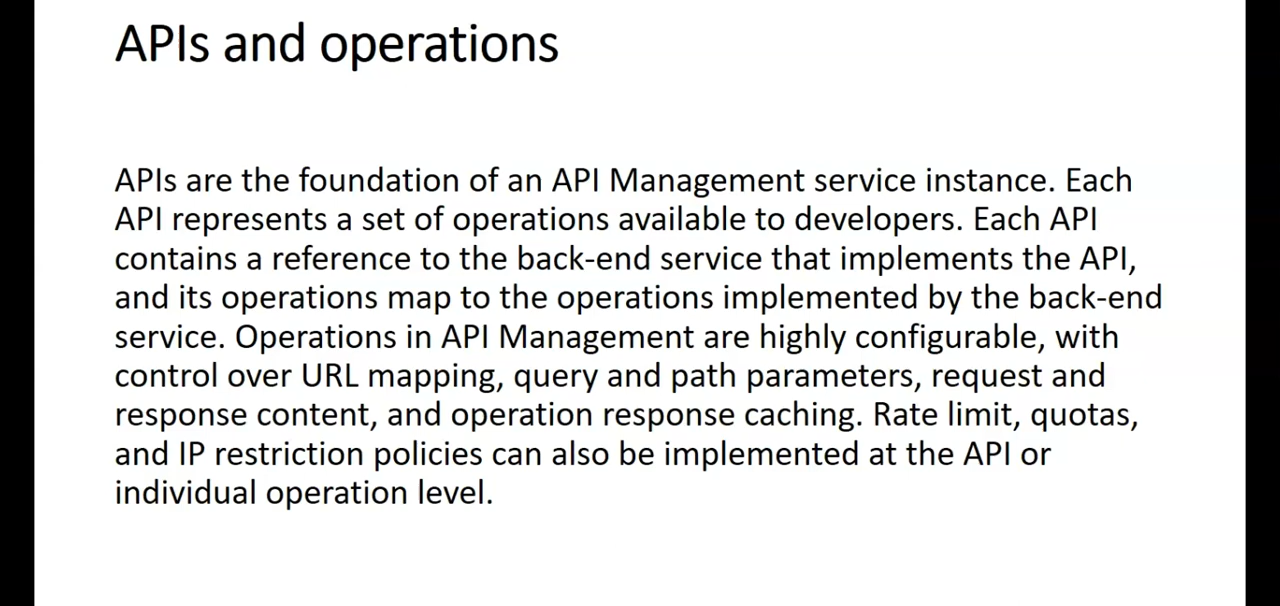 APIs and operations
APIs are the foundation of an API Management service instance. Each
API represents a set of operations available to developers. Each API
contains a reference to the back-end service that implements the API,
and its operations map to the operations implemented by the back-end
service. Operations in API Management are highly configurable, with
control over URL mapping, query and path parameters, request and
response content, and operation response caching. Rate limit, quotas,
and IP restriction policies can also be implemented at the API or
individual operation level.